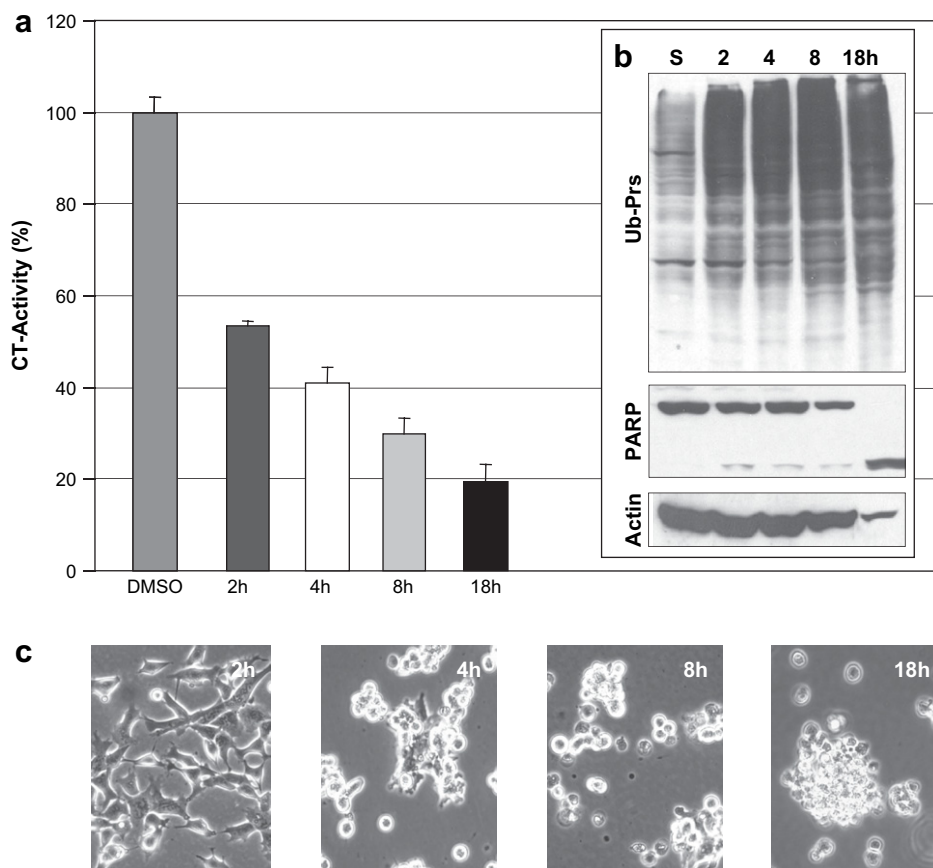 a
120
100
80
60
40
20
0
CT-Activity (%)
DMSO 2h 4h 8h 18h
b
S 2 4 8 18h
Ub-Prs
PARP
Actin
c
2h 4h 8h 18h